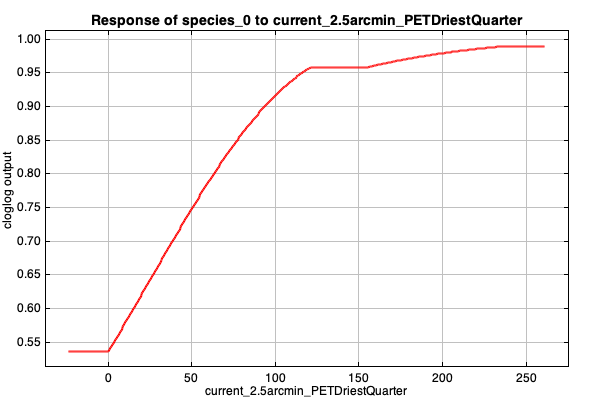 Response of species_0 to current_2.5arcmin_PETDriestQuarter
1.00
0.95
0.90
0.85
0.80
0.75
0.70
0.65
0.60
0.55
cloglog output
0 50 100 150 200 250
current_2.5arcmin_PETDriestQuarter